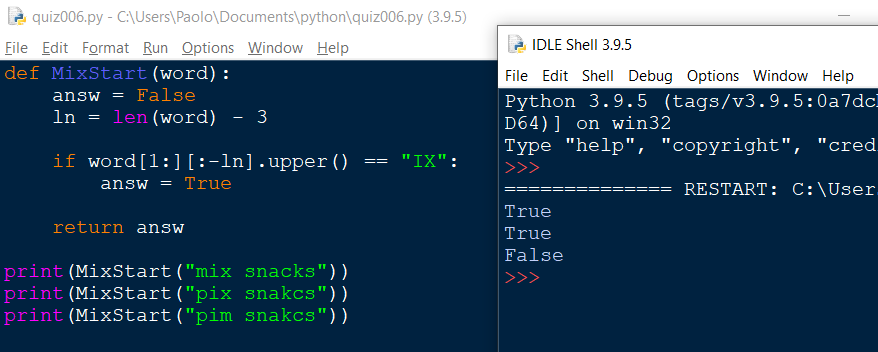 quiz006.py - C:\Users\Paolo\Documents\python\quiz006.py (3.9.5)
File Edit Format Run Options Window Help
def MixStart(word):
    answ = False
    ln = len(word) - 3
    if word[1:][:-ln].upper() == "IX":
        answ = True
    return answ
print(MixStart("mix snacks"))
print(MixStart("pix snakcs"))
print(MixStart("pim snakcs"))
IDLE Shell 3.9.5
File Edit Shell Debug Options Window Help
Python 3.9.5 (tags/v3.9.5:0a7dc
D64)] on win32
Type "help", "copyright", "cred
>>>
============== RESTART: C:\User
True
True
False
>>>